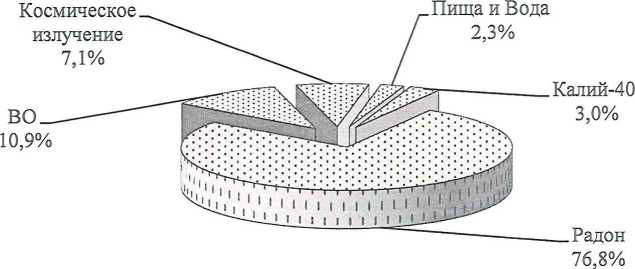 Космическое
излучение
7,1%
Пища и Вода
2,3%
Калий-40
3,0%
ВО
10,9%
Радон
76,8%